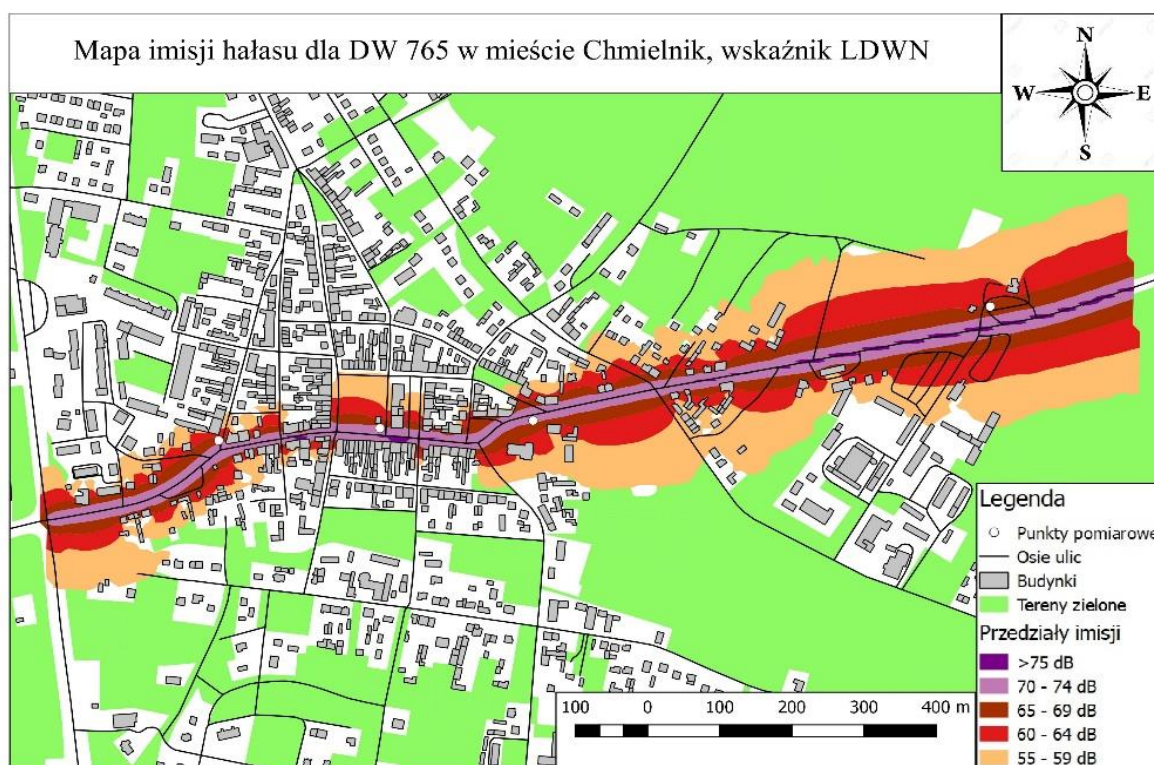 Mapa imisji hałasu dla DW 765 w mieście Chmielnik, wskaźnik LDWN
N
W E
S
Legenda
Punkty pomiarowe
Osie ulic
Budynki
Tereny zielone
Przedziały imisji
>75 dB
70 - 74 dB
65 - 69 dB
60 - 64 dB
55 - 59 dB
100 0 100 200 300 400 m